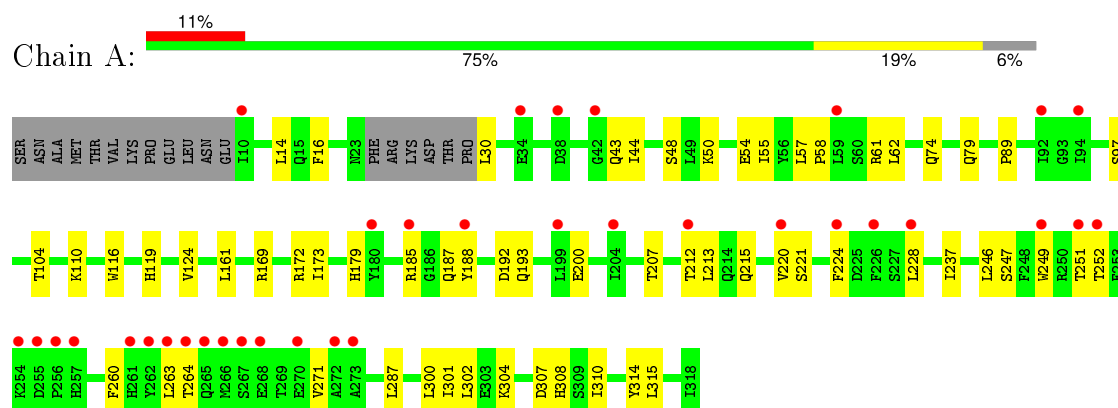 11%
Chain A:
75% 19% 6%
SER ASN ALA MET THR VAL LYS PRO GLU LEU ASN GLU I10 L14 Q15 F16 N23 PHE ARG LYS ASP THR PRO L30 E34 D38 G42 Q43 I44 S48 L49 K50 E54 I55 Y56 L57 P58 L59 S60 R61 L62 Q74 Q79 P89 I92 G93 I94 S97
T104 K110 W116 H119 V124 L161 R169 R172 I173 H179 Y180 R185 G186 Q187 Y188 D192 Q193 L199 E200 I204 T207 T212 L213 Q214 Q215 V220 S221 F224 D225 F226 S227 L228 I237 L246 S247 F248 W249 R250 T251 T252 F253
K254 D255 P256 H257 F260 H261 Y262 L263 T264 Q265 M266 S267 E268 T269 E270 V271 A272 A273 L287 L300 I301 L302 E303 K304 D307 H308 S309 I310 Y314 L315 I318